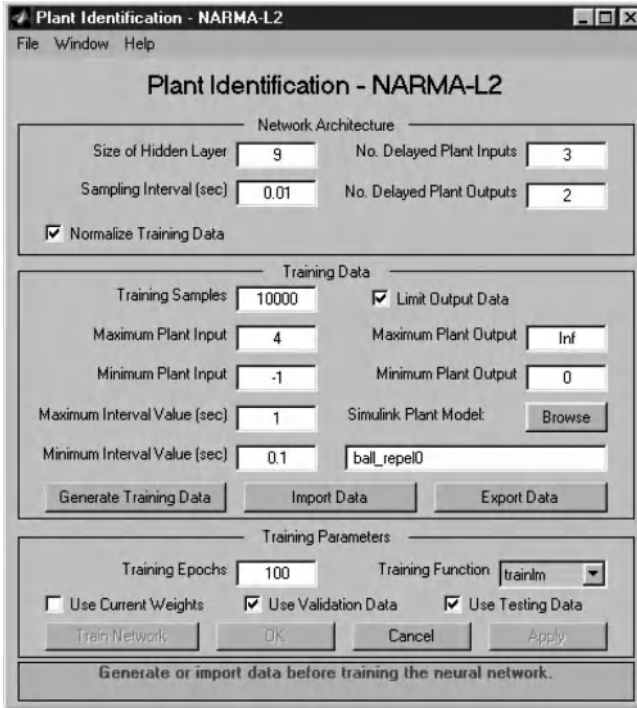 Plant Identification - NARMA-L2
File Window Help
Plant Identification - NARMA-L2
Network Architecture
Size of Hidden Layer 9 No. Delayed Plant Inputs 3
Sampling Interval (sec) 0.01 No. Delayed Plant Outputs 2
Normalize Training Data
Training Data
Training Samples 10000 Limit Output Data
Maximum Plant Input 4 Maximum Plant Output Inf
Minimum Plant Input -1 Minimum Plant Output 0
Maximum Interval Value (sec) 1 Simulink Plant Model: Browse
Minimum Interval Value (sec) 0.1 ball_repel0
Generate Training Data Import Data Export Data
Training Parameters
Training Epochs 100 Training Function trainlm
Use Current Weights Use Validation Data Use Testing Data
Train Network OK Cancel Apply
Generate or import data before training the neural network.